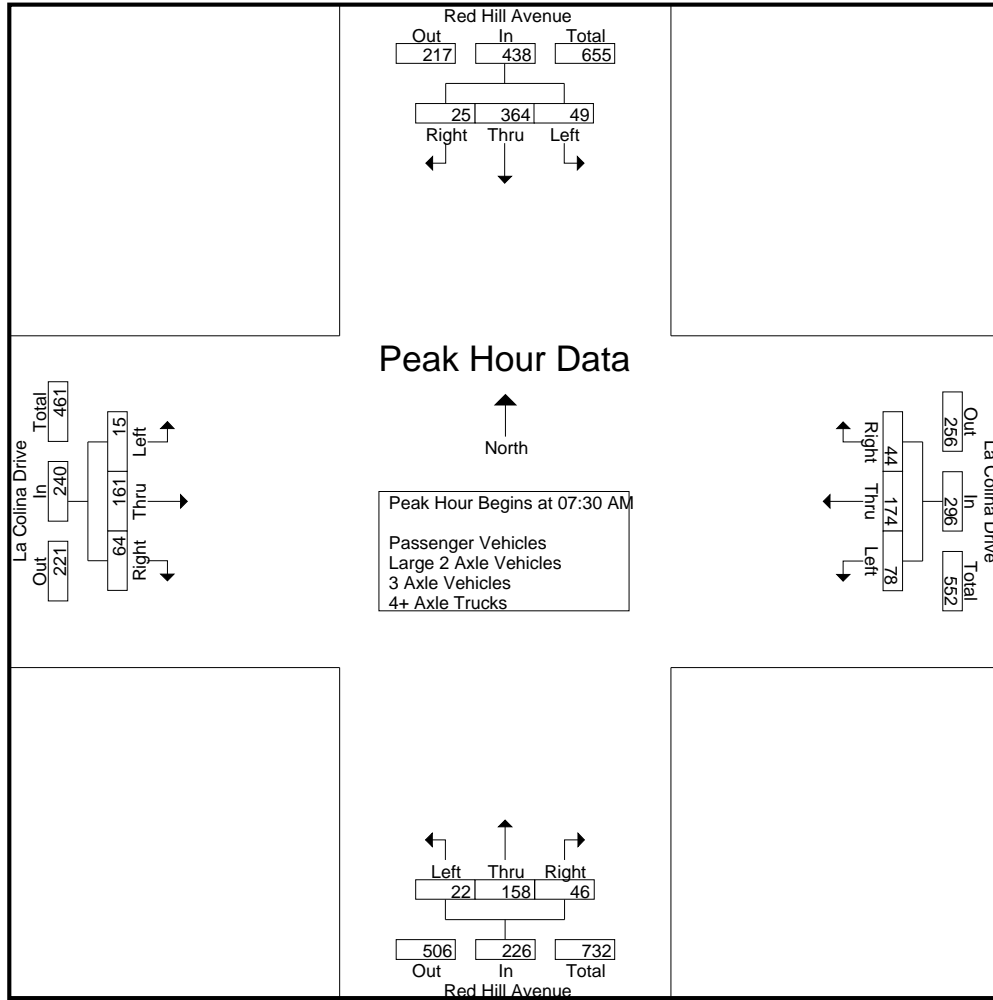 Red Hill Avenue
Out In Total
217 438 655
25 364 49
Right Thru Left
Peak Hour Data
North
Peak Hour Begins at 07:30 AM
Passenger Vehicles
Large 2 Axle Vehicles
3 Axle Vehicles
4+ Axle Trucks
La Colina Drive
Out In Total
221 240 461
64 161 15
Right Thru Left
La Colina Drive
Out In Total
256 296 552
44 174 78
Right Thru Left
Left Thru Right
22 158 46
506 226 732
Out In Total
Red Hill Avenue